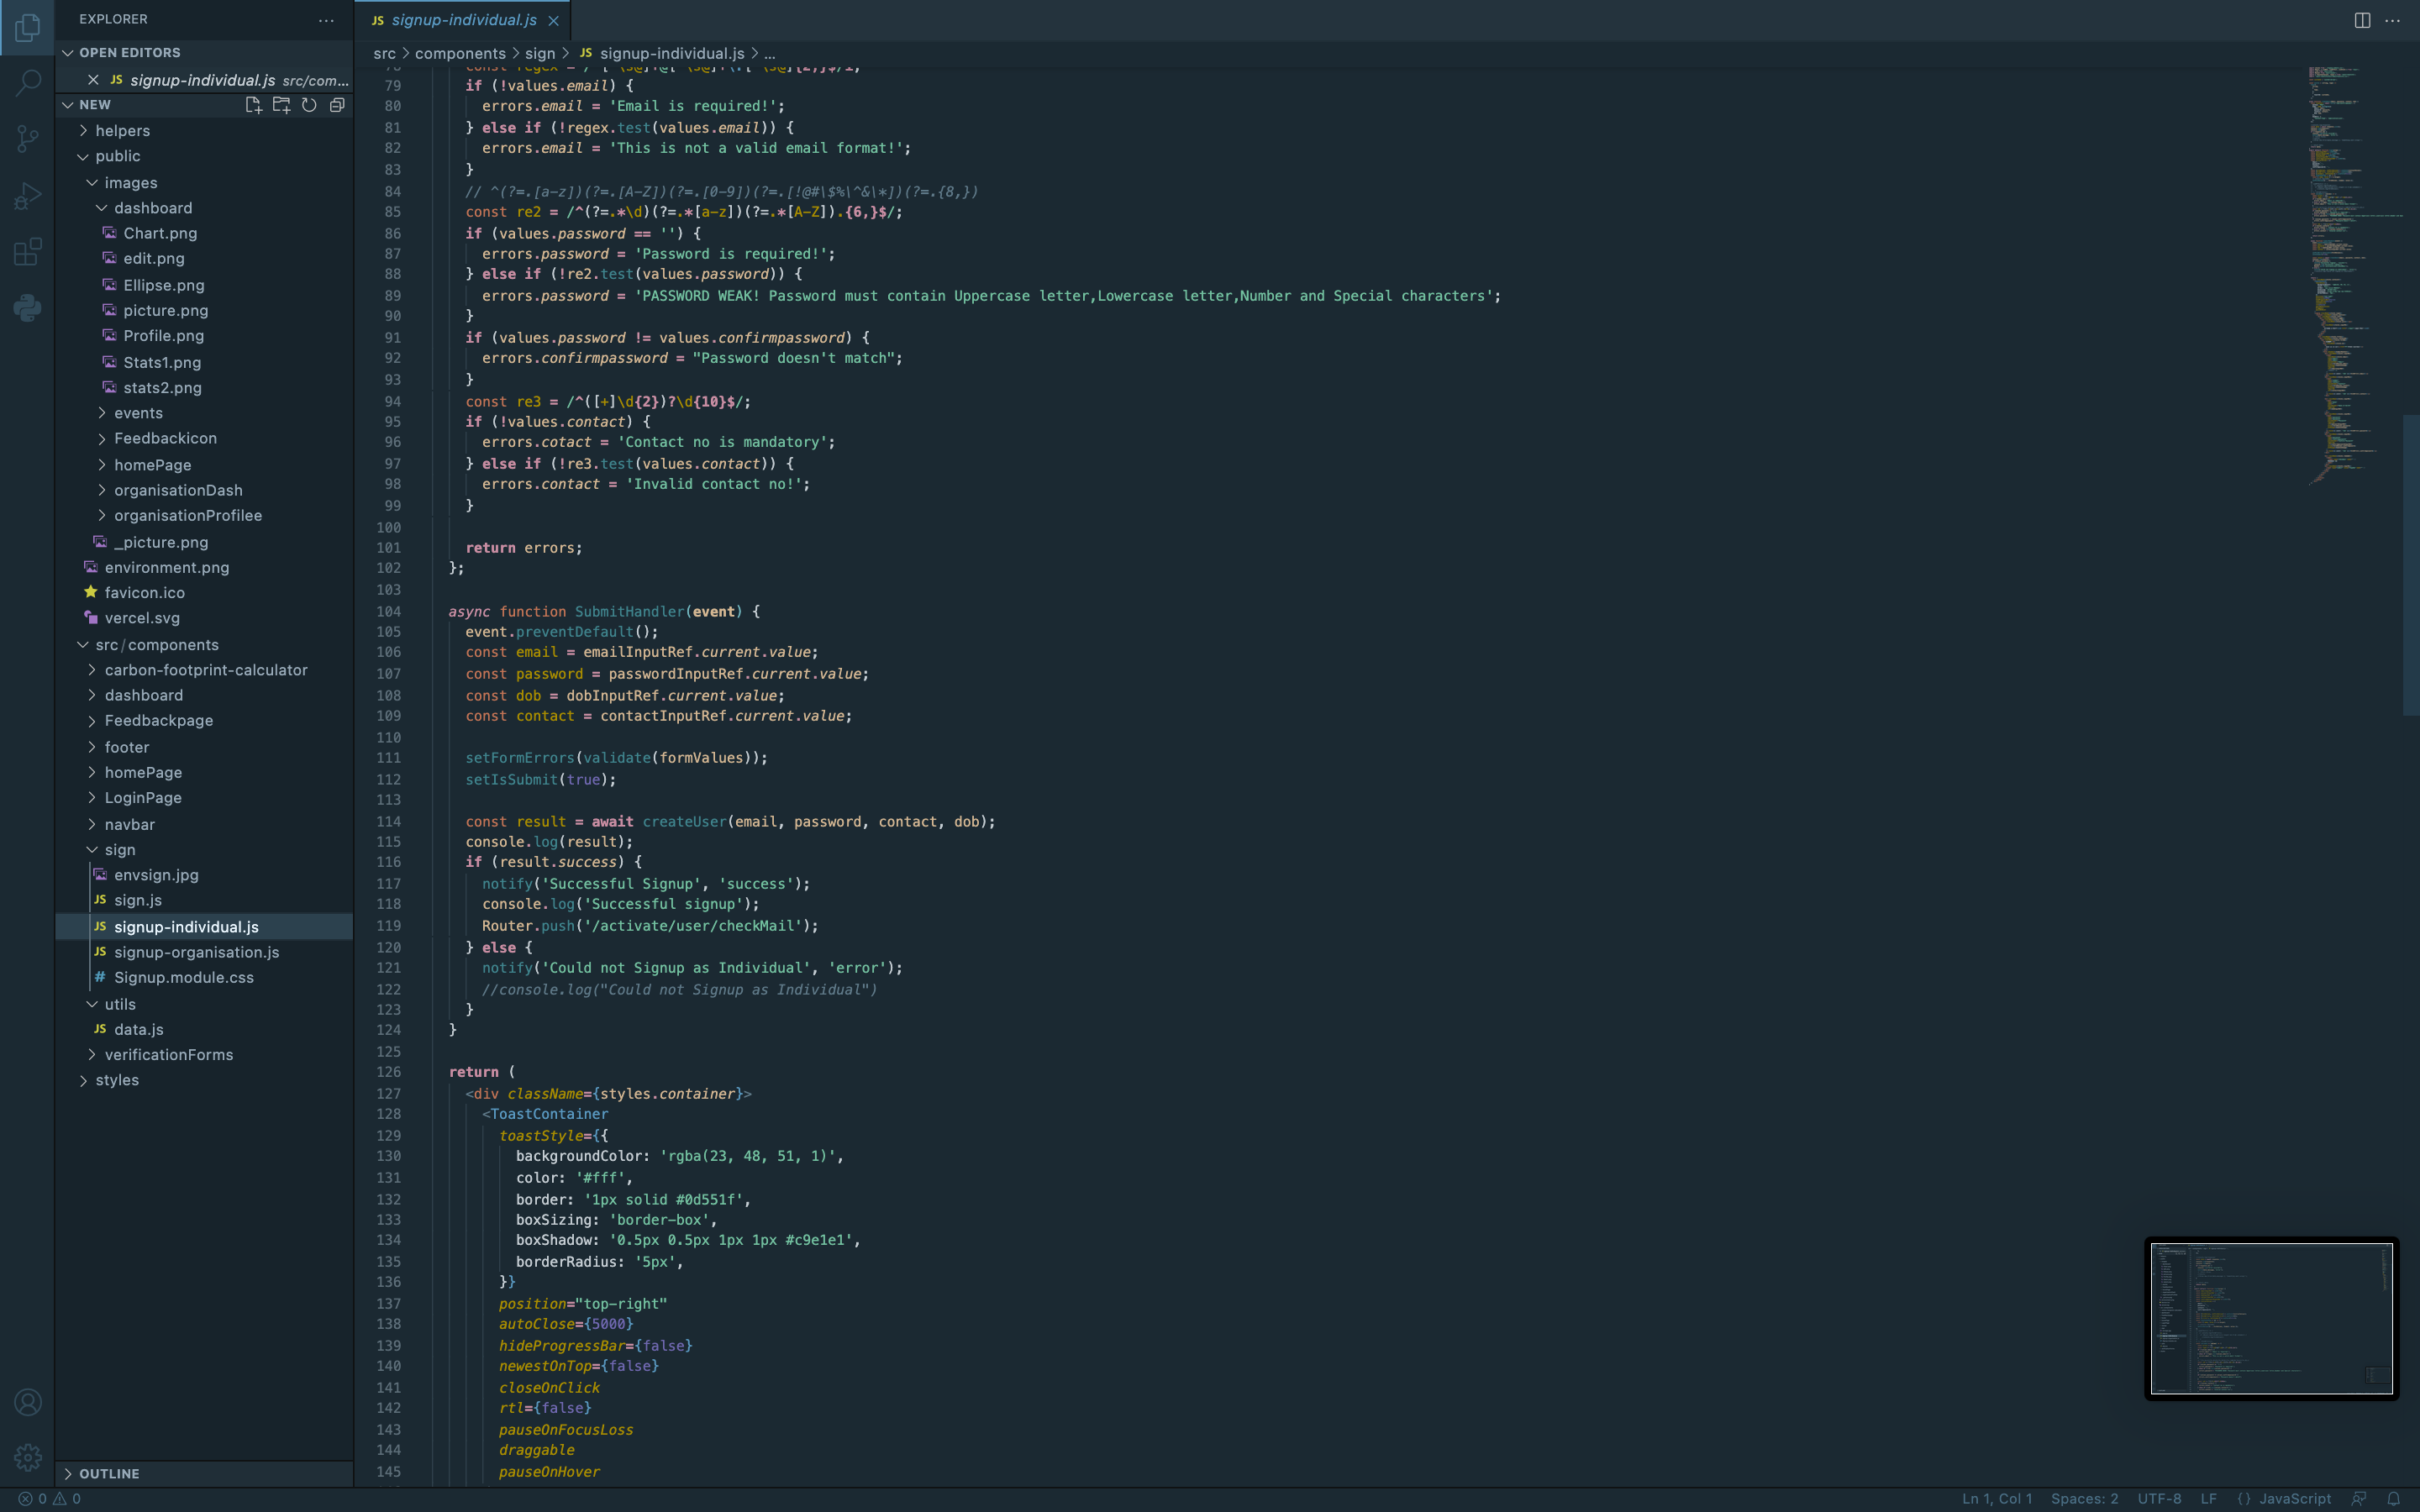 EXPLORER
OPEN EDITORS
JS signup-individual.js src/com...
NEW
helpers
public
images
dashboard
Chart.png
edit.png
Ellipse.png
picture.png
Profile.png
Stats1.png
stats2.png
events
Feedbackicon
homePage
organisationDash
organisationProfilee
_picture.png
environment.png
favicon.ico
vercel.svg
src/components
carbon-footprint-calculator
dashboard
Feedbackpage
footer
homePage
LoginPage
navbar
sign
envsign.jpg
JS sign.js
JS signup-individual.js
JS signup-organisation.js
# Signup.module.css
utils
JS data.js
verificationForms
styles
OUTLINE
JS signup-individual.js
src > components > sign > JS signup-individual.js > ...
79 if (!values.email) {
80 errors.email = 'Email is required!';
81 } else if (!regex.test(values.email)) {
82 errors.email = 'This is not a valid email format!';
83 }
84 // ^(?=.[a-z])(?=.[A-Z])(?=.[0-9])(?=.[!@#\$%\^&\*])(?=.{8,})
85 const re2 = /^(?=.*\d)(?=.*[a-z])(?=.*[A-Z]).{6,}$/;
86 if (values.password == '') {
87 errors.password = 'Password is required!';
88 } else if (!re2.test(values.password)) {
89 errors.password = 'PASSWORD WEAK! Password must contain Uppercase letter,Lowercase letter,Number and Special characters';
90 }
91 if (values.password != values.confirmpassword) {
92 errors.confirmpassword = "Password doesn't match";
93 }
94 const re3 = /^([+]\d{2})?\d{10}$/;
95 if (!values.contact) {
96 errors.cotact = 'Contact no is mandatory';
97 } else if (!re3.test(values.contact)) {
98 errors.contact = 'Invalid contact no!';
99 }
100
101 return errors;
102 };
103
104 async function SubmitHandler(event) {
105 event.preventDefault();
106 const email = emailInputRef.current.value;
107 const password = passwordInputRef.current.value;
108 const dob = dobInputRef.current.value;
109 const contact = contactInputRef.current.value;
110
111 setFormErrors(validate(formValues));
112 setIsSubmit(true);
113
114 const result = await createUser(email, password, contact, dob);
115 console.log(result);
116 if (result.success) {
117 notify('Successful Signup', 'success');
118 console.log('Successful signup');
119 Router.push('/activate/user/checkMail');
120 } else {
121 notify('Could not Signup as Individual', 'error');
122 //console.log("Could not Signup as Individual")
123 }
124 }
125
126 return (
127 <div className={styles.container}>
128 <ToastContainer
129 toastStyle={{
130 backgroundColor: 'rgba(23, 48, 51, 1)',
131 color: '#fff',
132 border: '1px solid #0d551f',
133 boxSizing: 'border-box',
134 boxShadow: '0.5px 0.5px 1px 1px #c9e1e1',
135 borderRadius: '5px',
136 }}
137 position="top-right"
138 autoClose={5000}
139 hideProgressBar={false}
140 newestOnTop={false}
141 closeOnClick
142 rtl={false}
143 pauseOnFocusLoss
144 draggable
145 pauseOnHover
0 0
Ln 1, Col 1 Spaces: 2 UTF-8 LF {} JavaScript